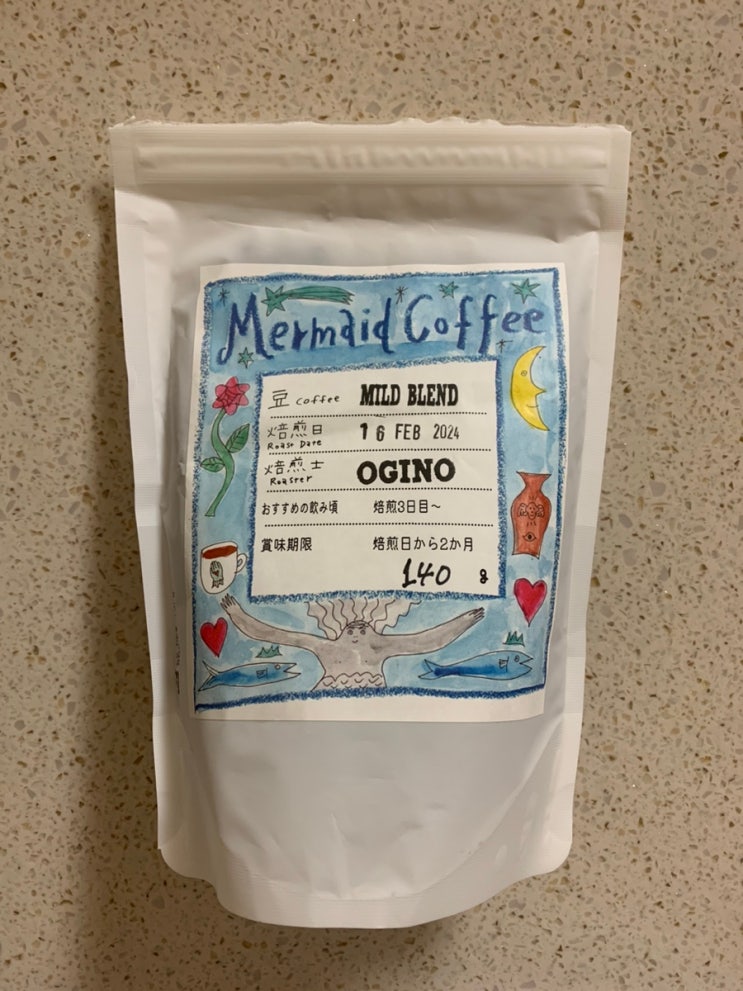 Mermaid Coffee
豆 coffee MILD BLEND
焙煎日 16 FEB 2024
Roast Date
焙煎士 OGINO
Roaster
おすすめの飲み頃 焙煎3日目～
賞味期限 焙煎日から2か月
140 g